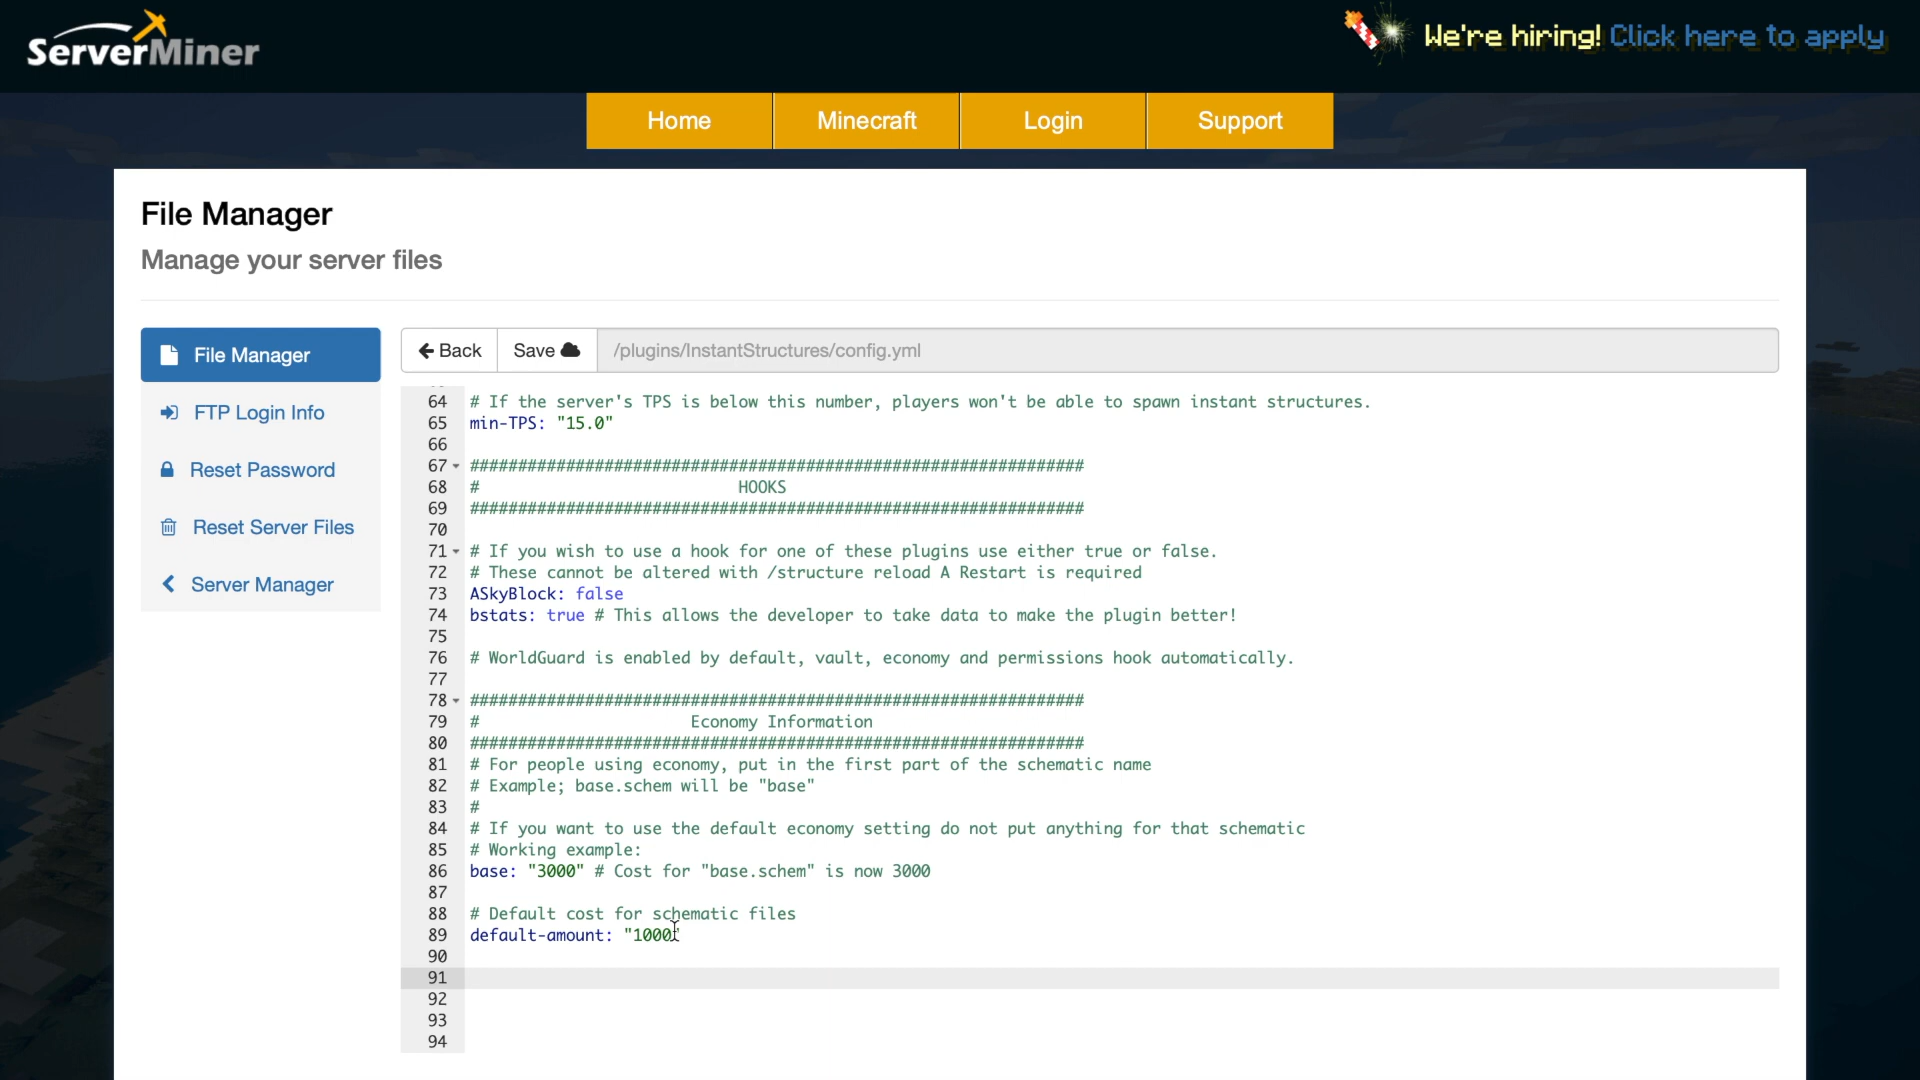 ServerMiner
We're hiring! Click here to apply
Home Minecraft Login Support
File Manager
Manage your server files
File Manager
FTP Login Info
Reset Password
Reset Server Files
Server Manager
Back Save /plugins/InstantStructures/config.yml
64 # If the server's TPS is below this number, players won't be able to spawn instant structures.
65 min-TPS: "15.0"
66
67 ################################################################
68 # HOOKS
69 ################################################################
70
71 # If you wish to use a hook for one of these plugins use either true or false.
72 # These cannot be altered with /structure reload A Restart is required
73 ASkyBlock: false
74 bstats: true # This allows the developer to take data to make the plugin better!
75
76 # WorldGuard is enabled by default, vault, economy and permissions hook automatically.
77
78 ################################################################
79 # Economy Information
80 ################################################################
81 # For people using economy, put in the first part of the schematic name
82 # Example; base.schem will be "base"
83 #
84 # If you want to use the default economy setting do not put anything for that schematic
85 # Working example:
86 base: "3000" # Cost for "base.schem" is now 3000
87
88 # Default cost for schematic files
89 default-amount: "1000"
90
91
92
93
94